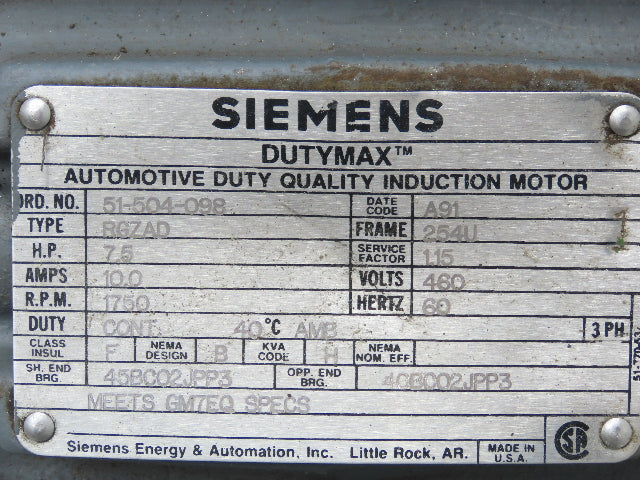 SIEMENS
DUTYMAX™
AUTOMOTIVE DUTY QUALITY INDUCTION MOTOR
ORD. NO. 51-504-098 DATE CODE A91
TYPE RGZAD FRAME 254U
H.P. 7.5 SERVICE FACTOR 1.15
AMPS 10.0 VOLTS 460
R.P.M. 1750 HERTZ 60
DUTY CONT. 40°C AMB 3 PH
CLASS INSUL F NEMA DESIGN B KVA CODE H NEMA NOM. EFF.
SH. END BRG. 45BC02JPP3 OPP. END BRG. 40BC02JPP3
MEETS GM7EQ SPECS
Siemens Energy & Automation, Inc. Little Rock, AR. MADE IN U.S.A.